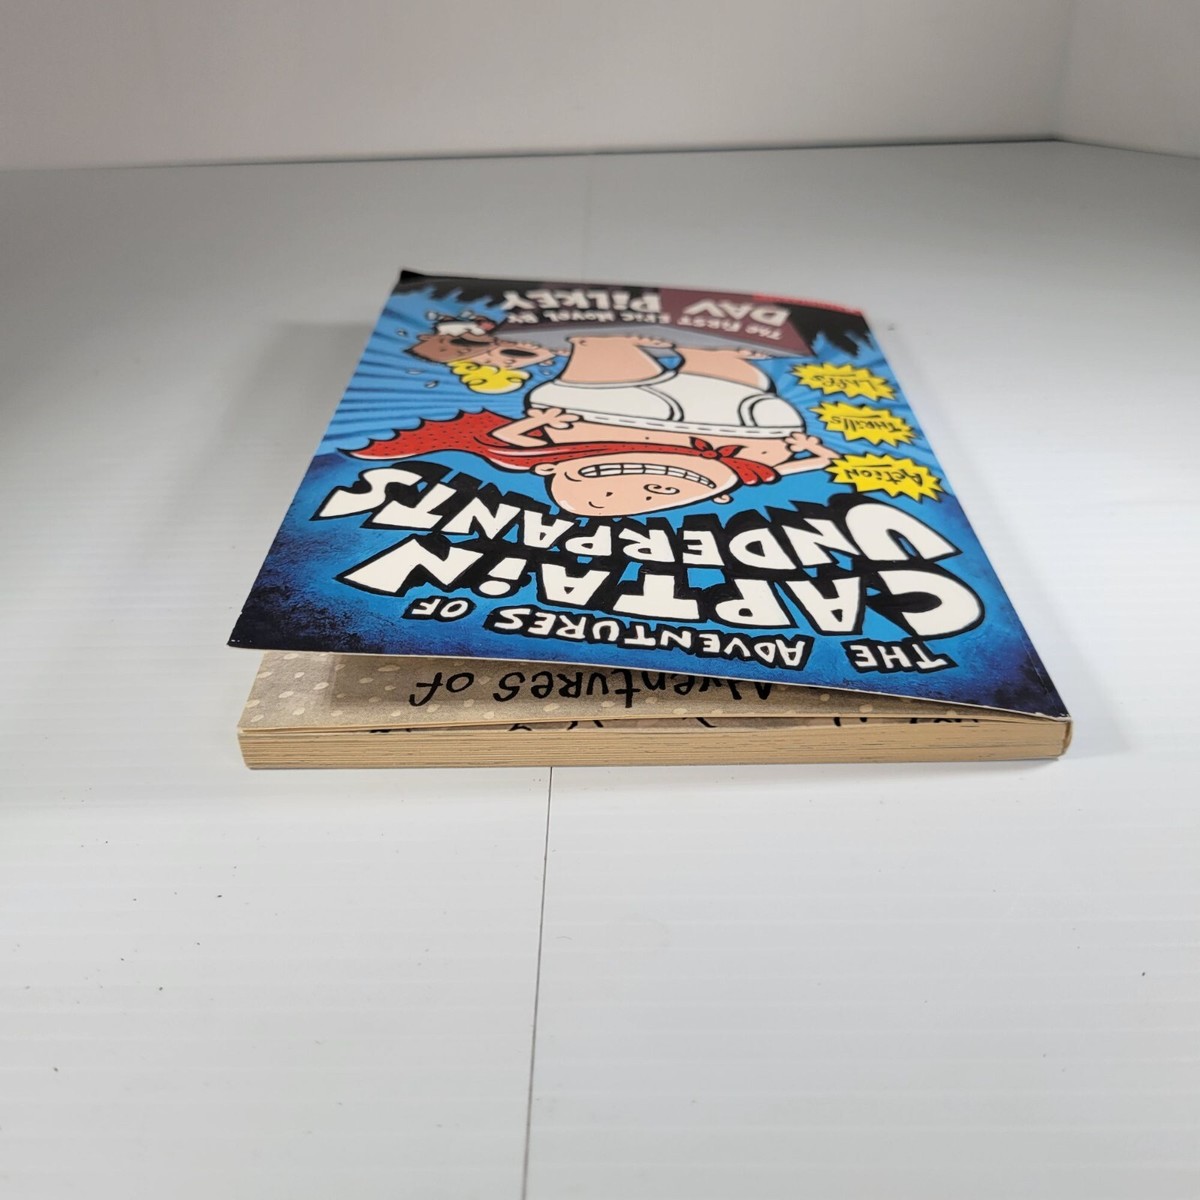 THE ADVENTURES OF
CAPTAIN
UNDERPANTS
Action
THRILLS
LAFFS
The FiRST EPIC NOVEL BY
DAV PiLKEY
Adventures of